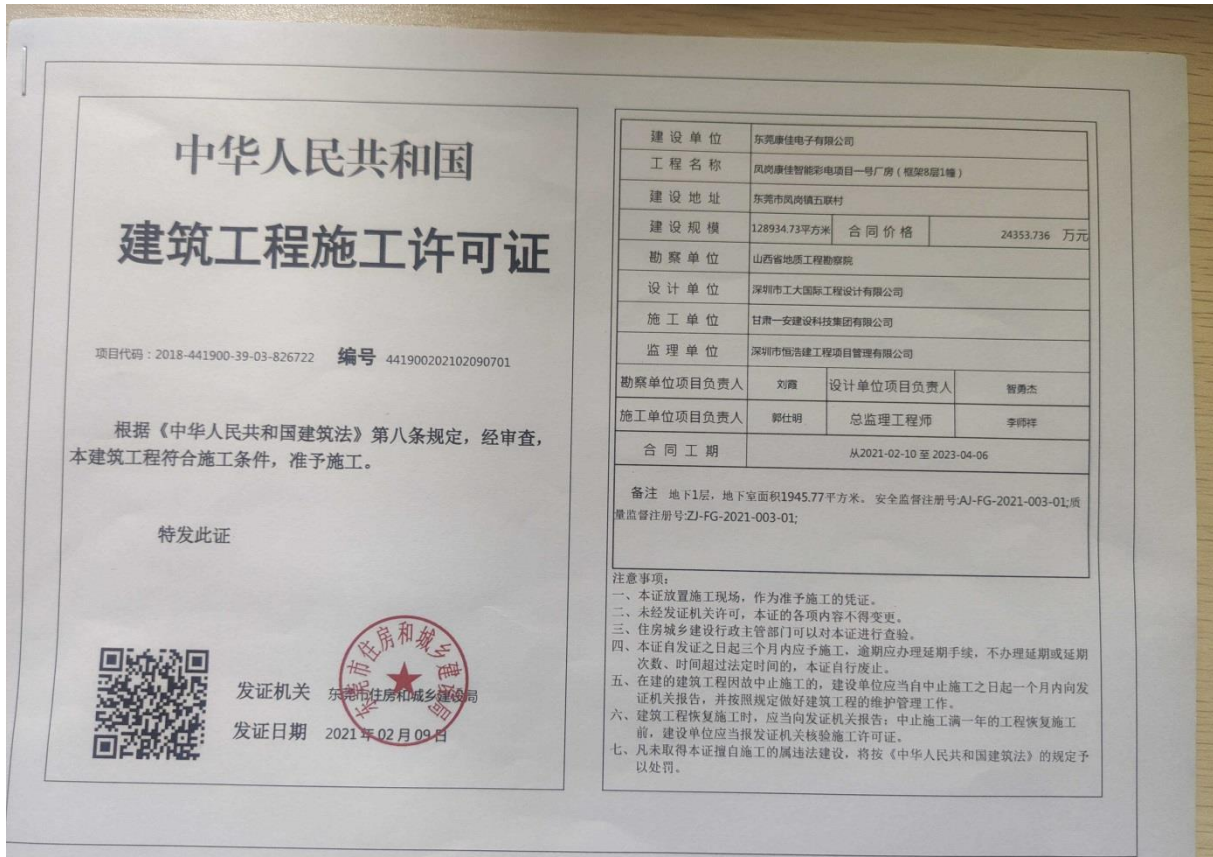 中华人民共和国
建筑工程施工许可证
项目代码：2018-441900-39-03-826722 编号 441900202102090701
根据《中华人民共和国建筑法》第八条规定，经审查，
本建筑工程符合施工条件，准予施工。
特发此证
发证机关 东莞市住房和城乡建设局
发证日期 2021年02月09日
东莞市住房和城乡建设局
建设单位 东莞康佳电子有限公司
工程名称 凤岗康佳智能彩电项目一号厂房（框架8层1幢）
建设地址 东莞市凤岗镇五联村
建设规模 128934.73平方米 合同价格 24353.736 万元
勘察单位 山西省地质工程勘察院
设计单位 深圳市工大国际工程设计有限公司
施工单位 甘肃一安建设科技集团有限公司
监理单位 深圳市恒浩建工程项目管理有限公司
勘察单位项目负责人 刘霞 设计单位项目负责人 智勇杰
施工单位项目负责人 郭仕明 总监理工程师 李师祥
合同工期 从2021-02-10 至 2023-04-06
备注 地下1层，地下室面积1945.77平方米。 安全监督注册号:AJ-FG-2021-003-01;质
量监督注册号:ZJ-FG-2021-003-01;
注意事项：
一、本证放置施工现场，作为准予施工的凭证。
二、未经发证机关许可，本证的各项内容不得变更。
三、住房城乡建设行政主管部门可以对本证进行查验。
四、本证自发证之日起三个月内应予施工，逾期应办理延期手续，不办理延期或延期
次数、时间超过法定时间的，本证自行废止。
五、在建的建筑工程因故中止施工的，建设单位应当自中止施工之日起一个月内向发
证机关报告，并按照规定做好建筑工程的维护管理工作。
六、建筑工程恢复施工时，应当向发证机关报告；中止施工满一年的工程恢复施工
前，建设单位应当报发证机关核验施工许可证。
七、凡未取得本证擅自施工的属违法建设，将按《中华人民共和国建筑法》的规定予
以处罚。